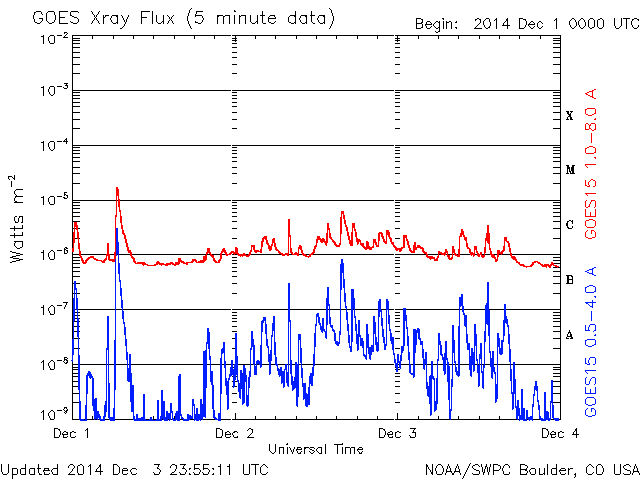 GOES Xray Flux (5 minute data)
Begin: 2014 Dec 1 0000 UTC
10-2
10-3
10-4
10-5
10-6
10-7
10-8
10-9
Watts m-2
X
M
C
B
A
GOES15 1.0-8.0 A
GOES15 0.5-4.0 A
Dec 1
Dec 2
Dec 3
Dec 4
Universal Time
Updated 2014 Dec 3 23:55:11 UTC
NOAA/SWPC Boulder, CO USA